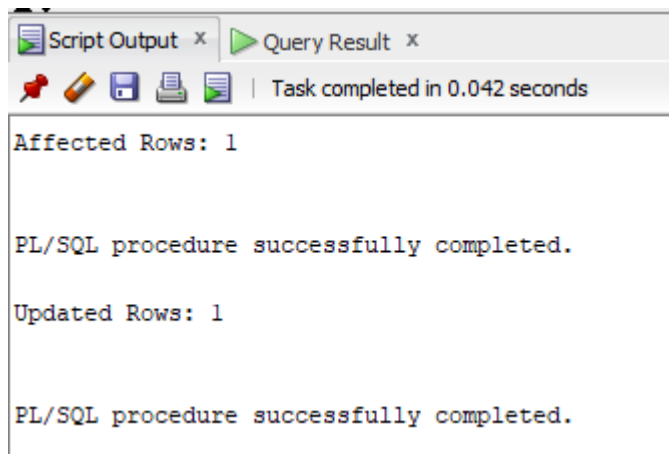 Script Output x Query Result x
Task completed in 0.042 seconds
Affected Rows: 1
PL/SQL procedure successfully completed.
Updated Rows: 1
PL/SQL procedure successfully completed.